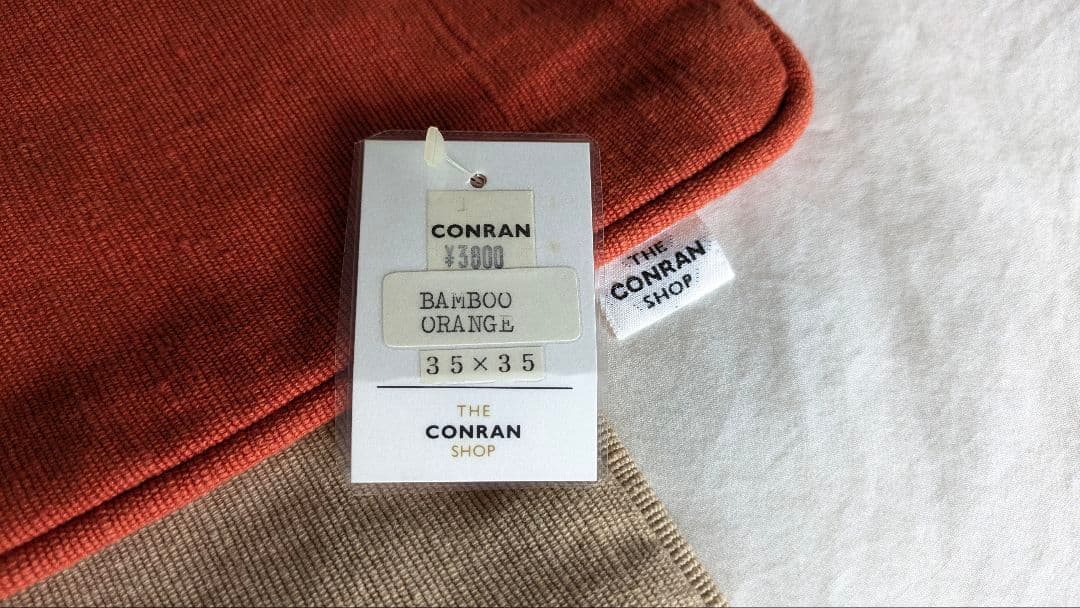 CONRAN
¥3800
BAMBOO
ORANGE
35×35
THE
CONRAN
SHOP
THE
CONRAN
SHOP